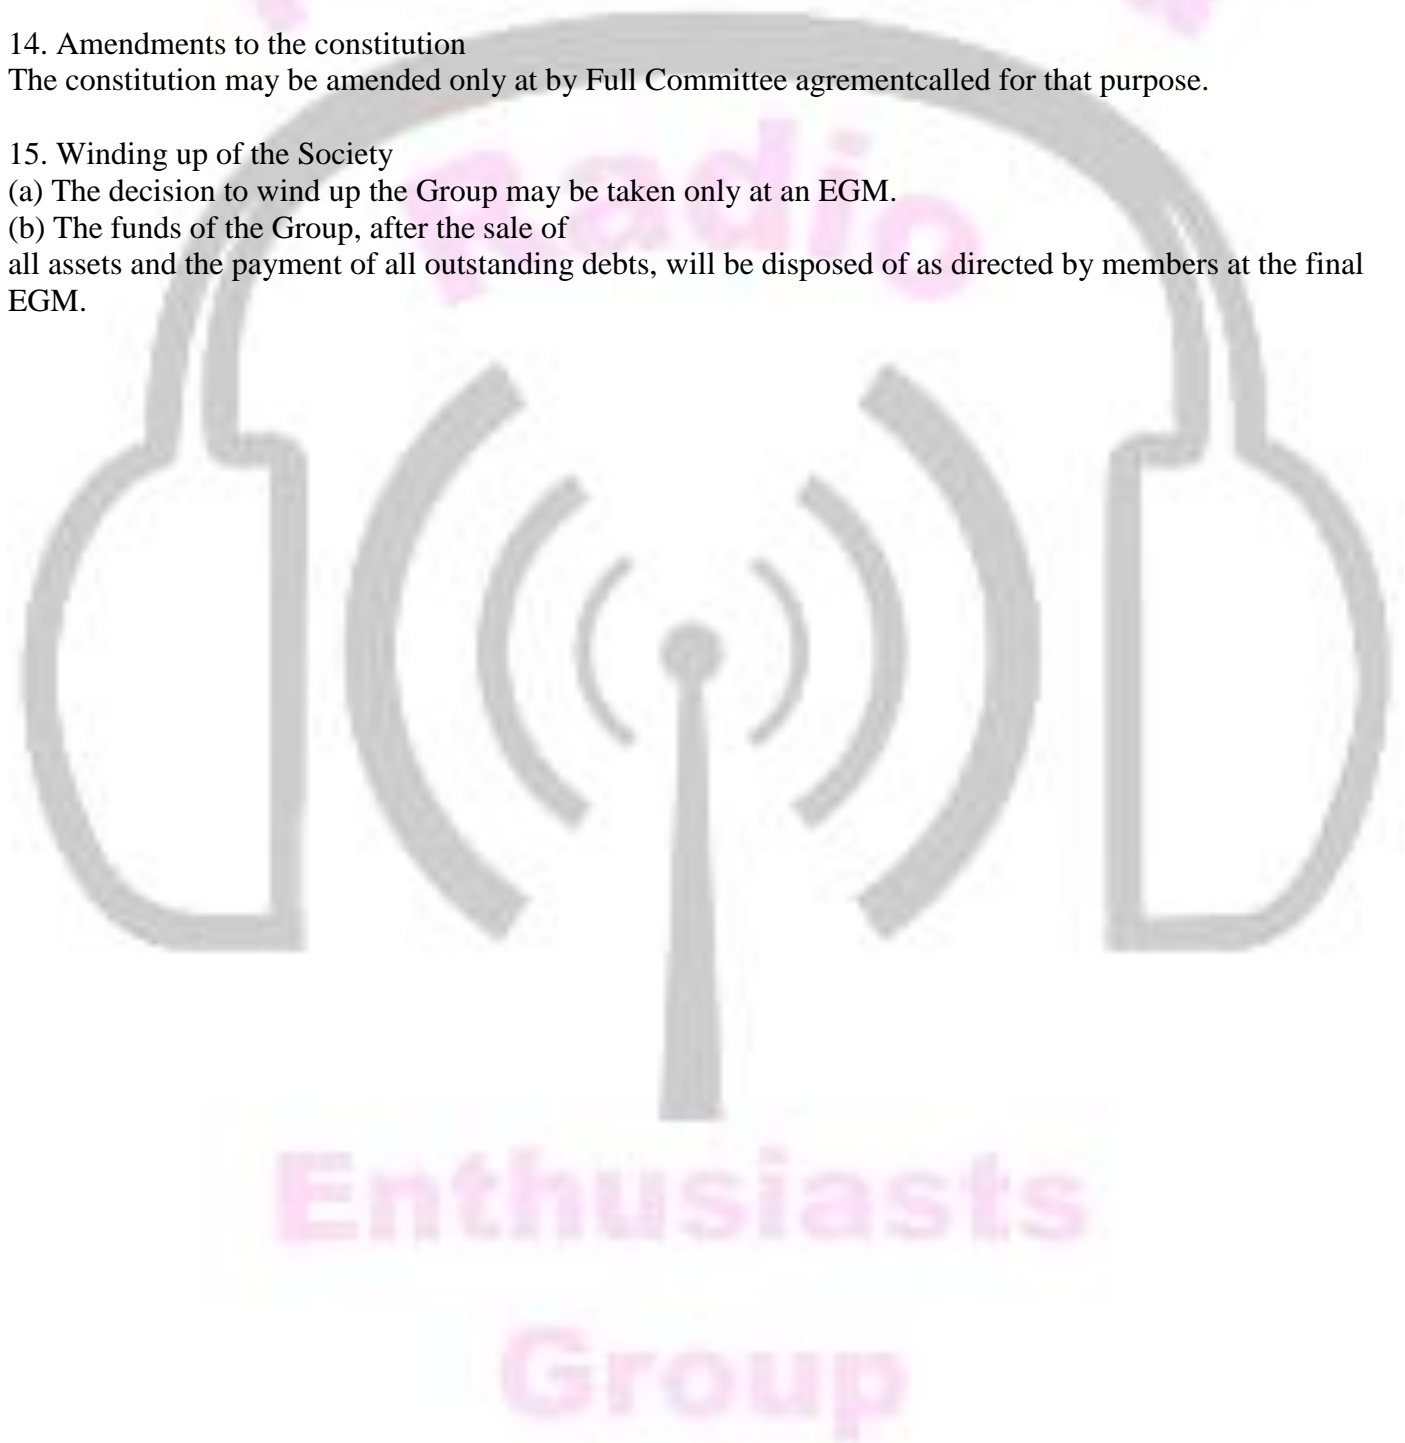 14. Amendments to the constitution
The constitution may be amended only at by Full Committee agrementcalled for that purpose.
15. Winding up of the Society
(a) The decision to wind up the Group may be taken only at an EGM.
(b) The funds of the Group, after the sale of
all assets and the payment of all outstanding debts, will be disposed of as directed by members at the final
EGM.
Radio
Enthusiasts
Group